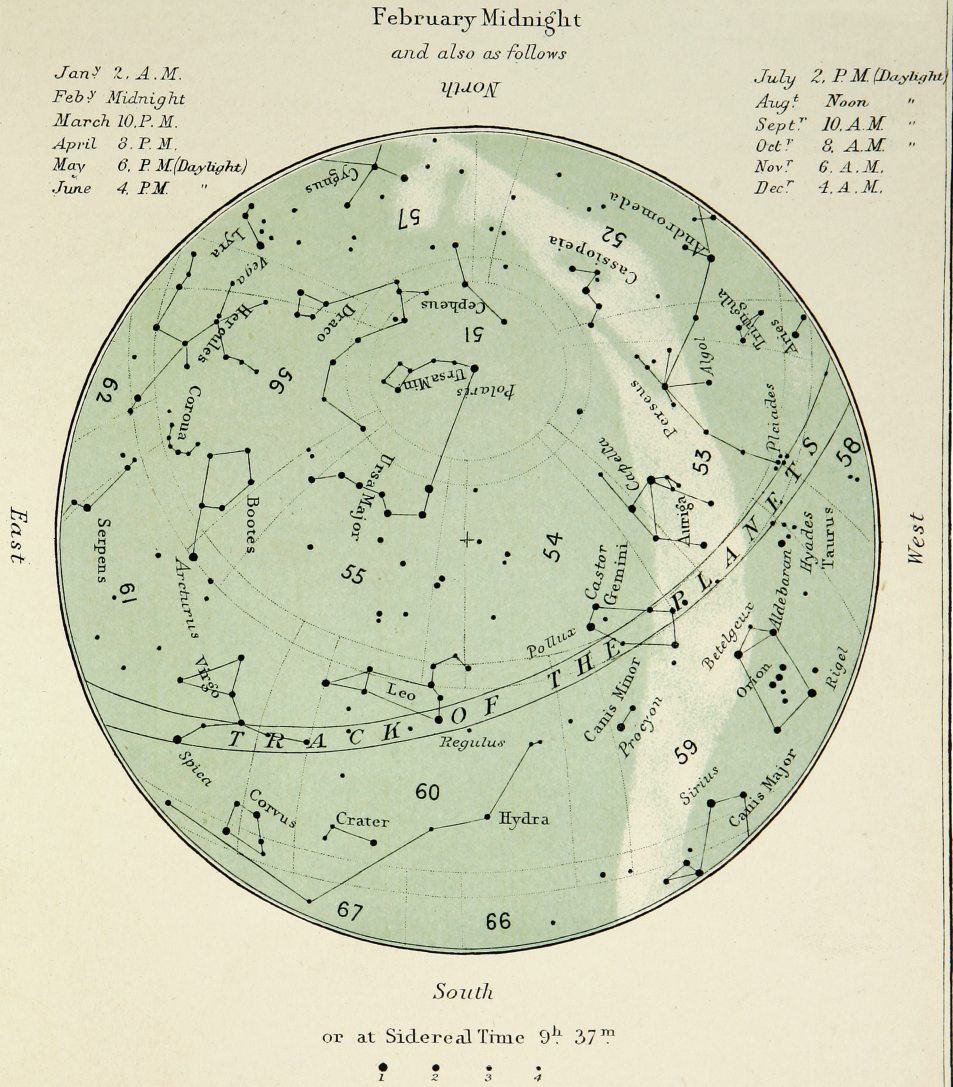 February Midnight
and also as follows
North
Jan.y 2, A.M.
Feb.y Midnight
March 10, P.M.
April 8, P.M.
May 6, P.M (Daylight)
June 4, P.M "
July 2, P.M (Daylight)
Aug.t Noon "
Sept.r 10, A.M "
Oct.r 8, A.M. "
Nov.r 6, A.M.
Dec.r 4, A.M.
Cygnus
57
Andromeda
52
Cassiopeia
Lyra
Vega
Hercules
Draco
Cepheus
51
Triangula
Aries
Algol
Ursa Min
Polaris
56
62
Corona
Perseus
Pleiades
53
58
Capella
Ursa Major
Bootes
Auriga
East
West
Serpens
61
Arcturus
55
54
Castor
Gemini
Pollux
Hyades
Taurus
Aldebaran
Betelgeux
Orion
Rigel
Virgo
Leo
TRACK OF THE PLANETS
Regulus
Canis Minor
Procyon
59
Sirius
Canis Major
Spica
Corvus
Crater
60
Hydra
67
66
South
or at Sidereal Time 9h. 37m.
1 2 3 4